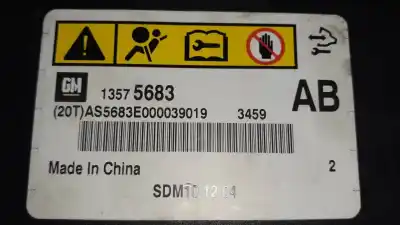 GM 1357 5683 AB
(20T)AS5683E000039019 3459
Made In China 2